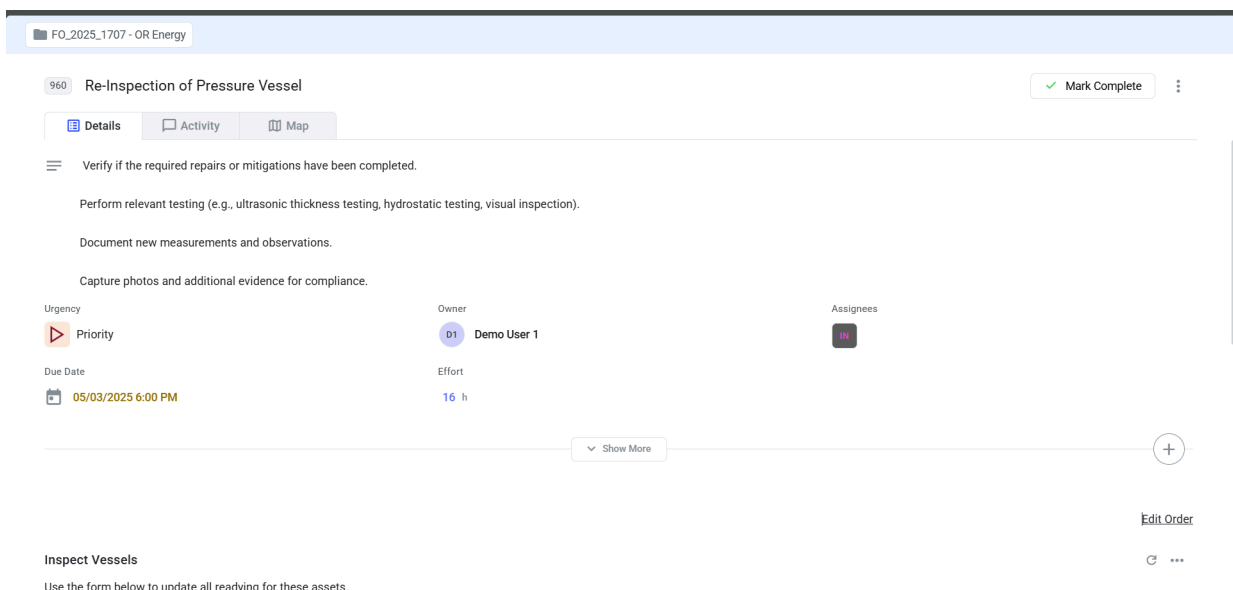 FO_2025_1707 - OR Energy
960 Re-Inspection of Pressure Vessel
Mark Complete
Details Activity Map
Verify if the required repairs or mitigations have been completed.
Perform relevant testing (e.g., ultrasonic thickness testing, hydrostatic testing, visual inspection).
Document new measurements and observations.
Capture photos and additional evidence for compliance.
Urgency Owner Assignees
Priority D1 Demo User 1 IN
Due Date Effort
05/03/2025 6:00 PM 16 h
Show More
Edit Order
Inspect Vessels
Use the form below to update all readying for these assets